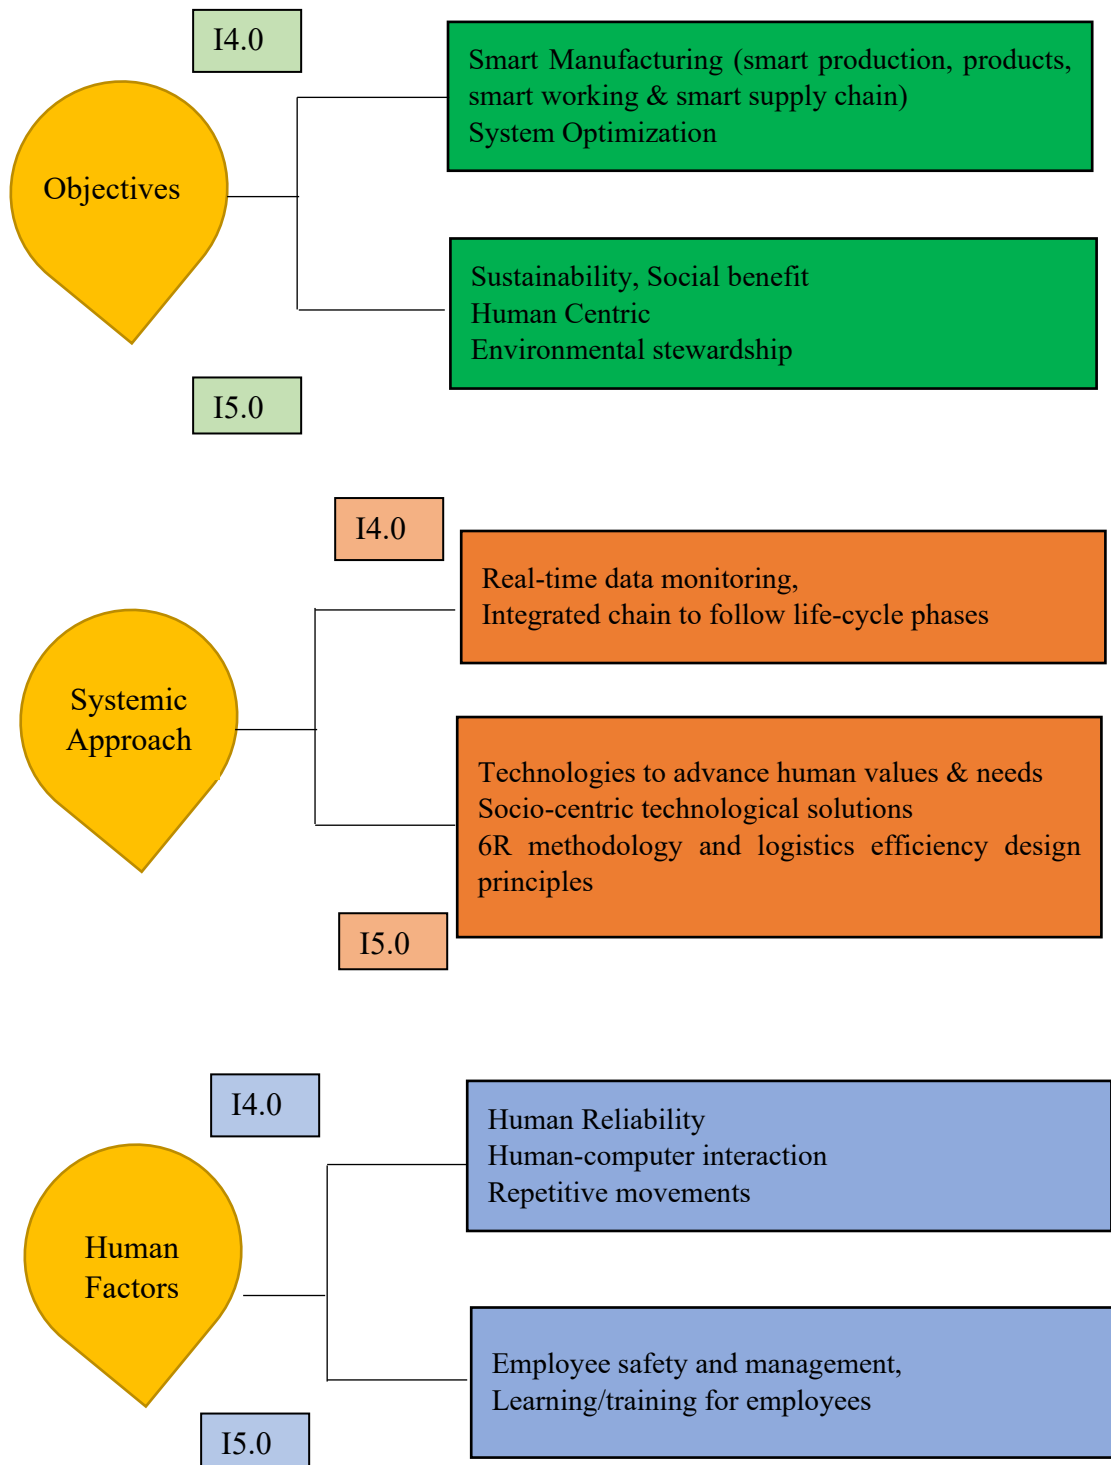 I4.0
Smart Manufacturing (smart production, products,
smart working & smart supply chain)
System Optimization
Objectives
Sustainability, Social benefit
Human Centric
Environmental stewardship
I5.0
I4.0
Real-time data monitoring,
Integrated chain to follow life-cycle phases
Systemic
Approach
Technologies to advance human values & needs
Socio-centric technological solutions
6R methodology and logistics efficiency design
principles
I5.0
I4.0
Human Reliability
Human-computer interaction
Repetitive movements
Human
Factors
Employee safety and management,
Learning/training for employees
I5.0